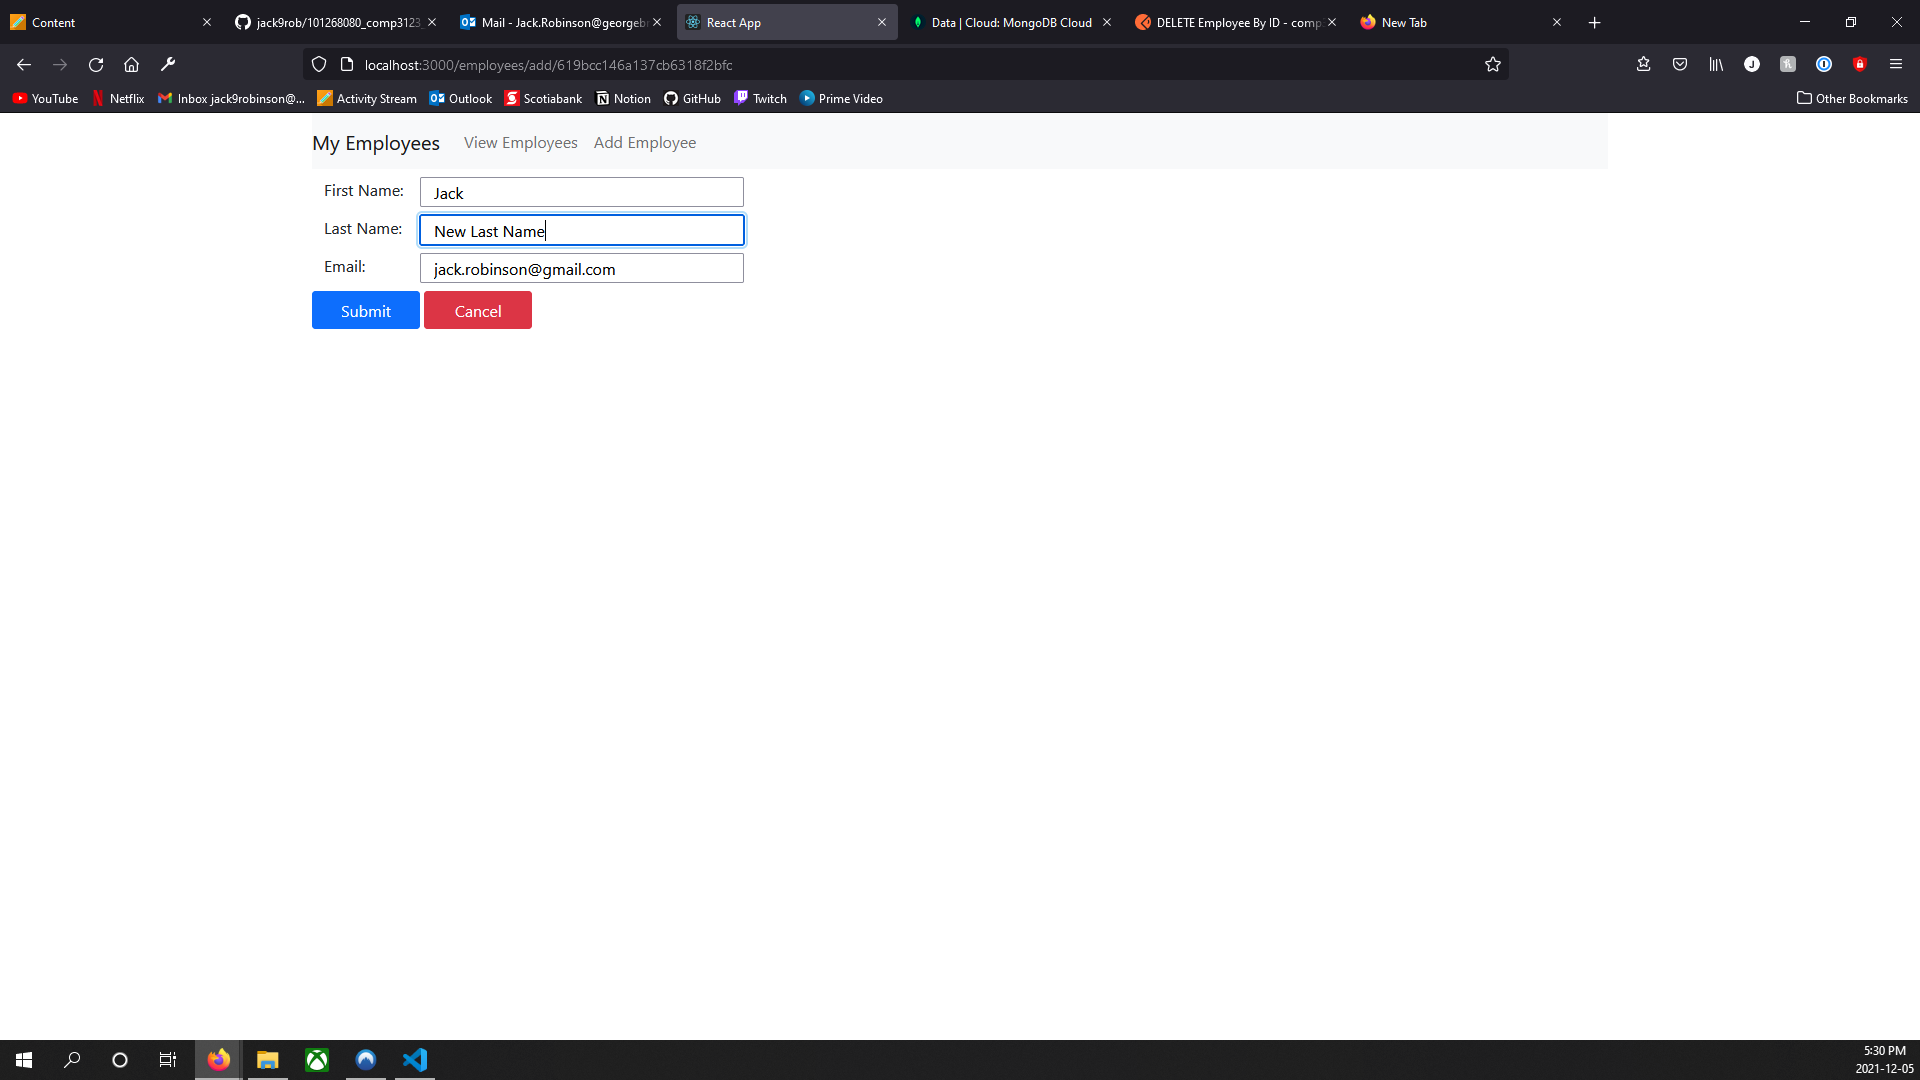 Content
jack9rob/101268080_comp3123_
Mail - Jack.Robinson@georgebr
React App
Data | Cloud: MongoDB Cloud
DELETE Employee By ID - comp
New Tab
localhost:3000/employees/add/619bcc146a137cb6318f2bfc
YouTube
Netflix
Inbox jack9robinson@...
Activity Stream
Outlook
Scotiabank
Notion
GitHub
Twitch
Prime Video
Other Bookmarks
My Employees
View Employees
Add Employee
First Name:
Jack
Last Name:
New Last Name
Email:
jack.robinson@gmail.com
Submit
Cancel
5:30 PM
2021-12-05